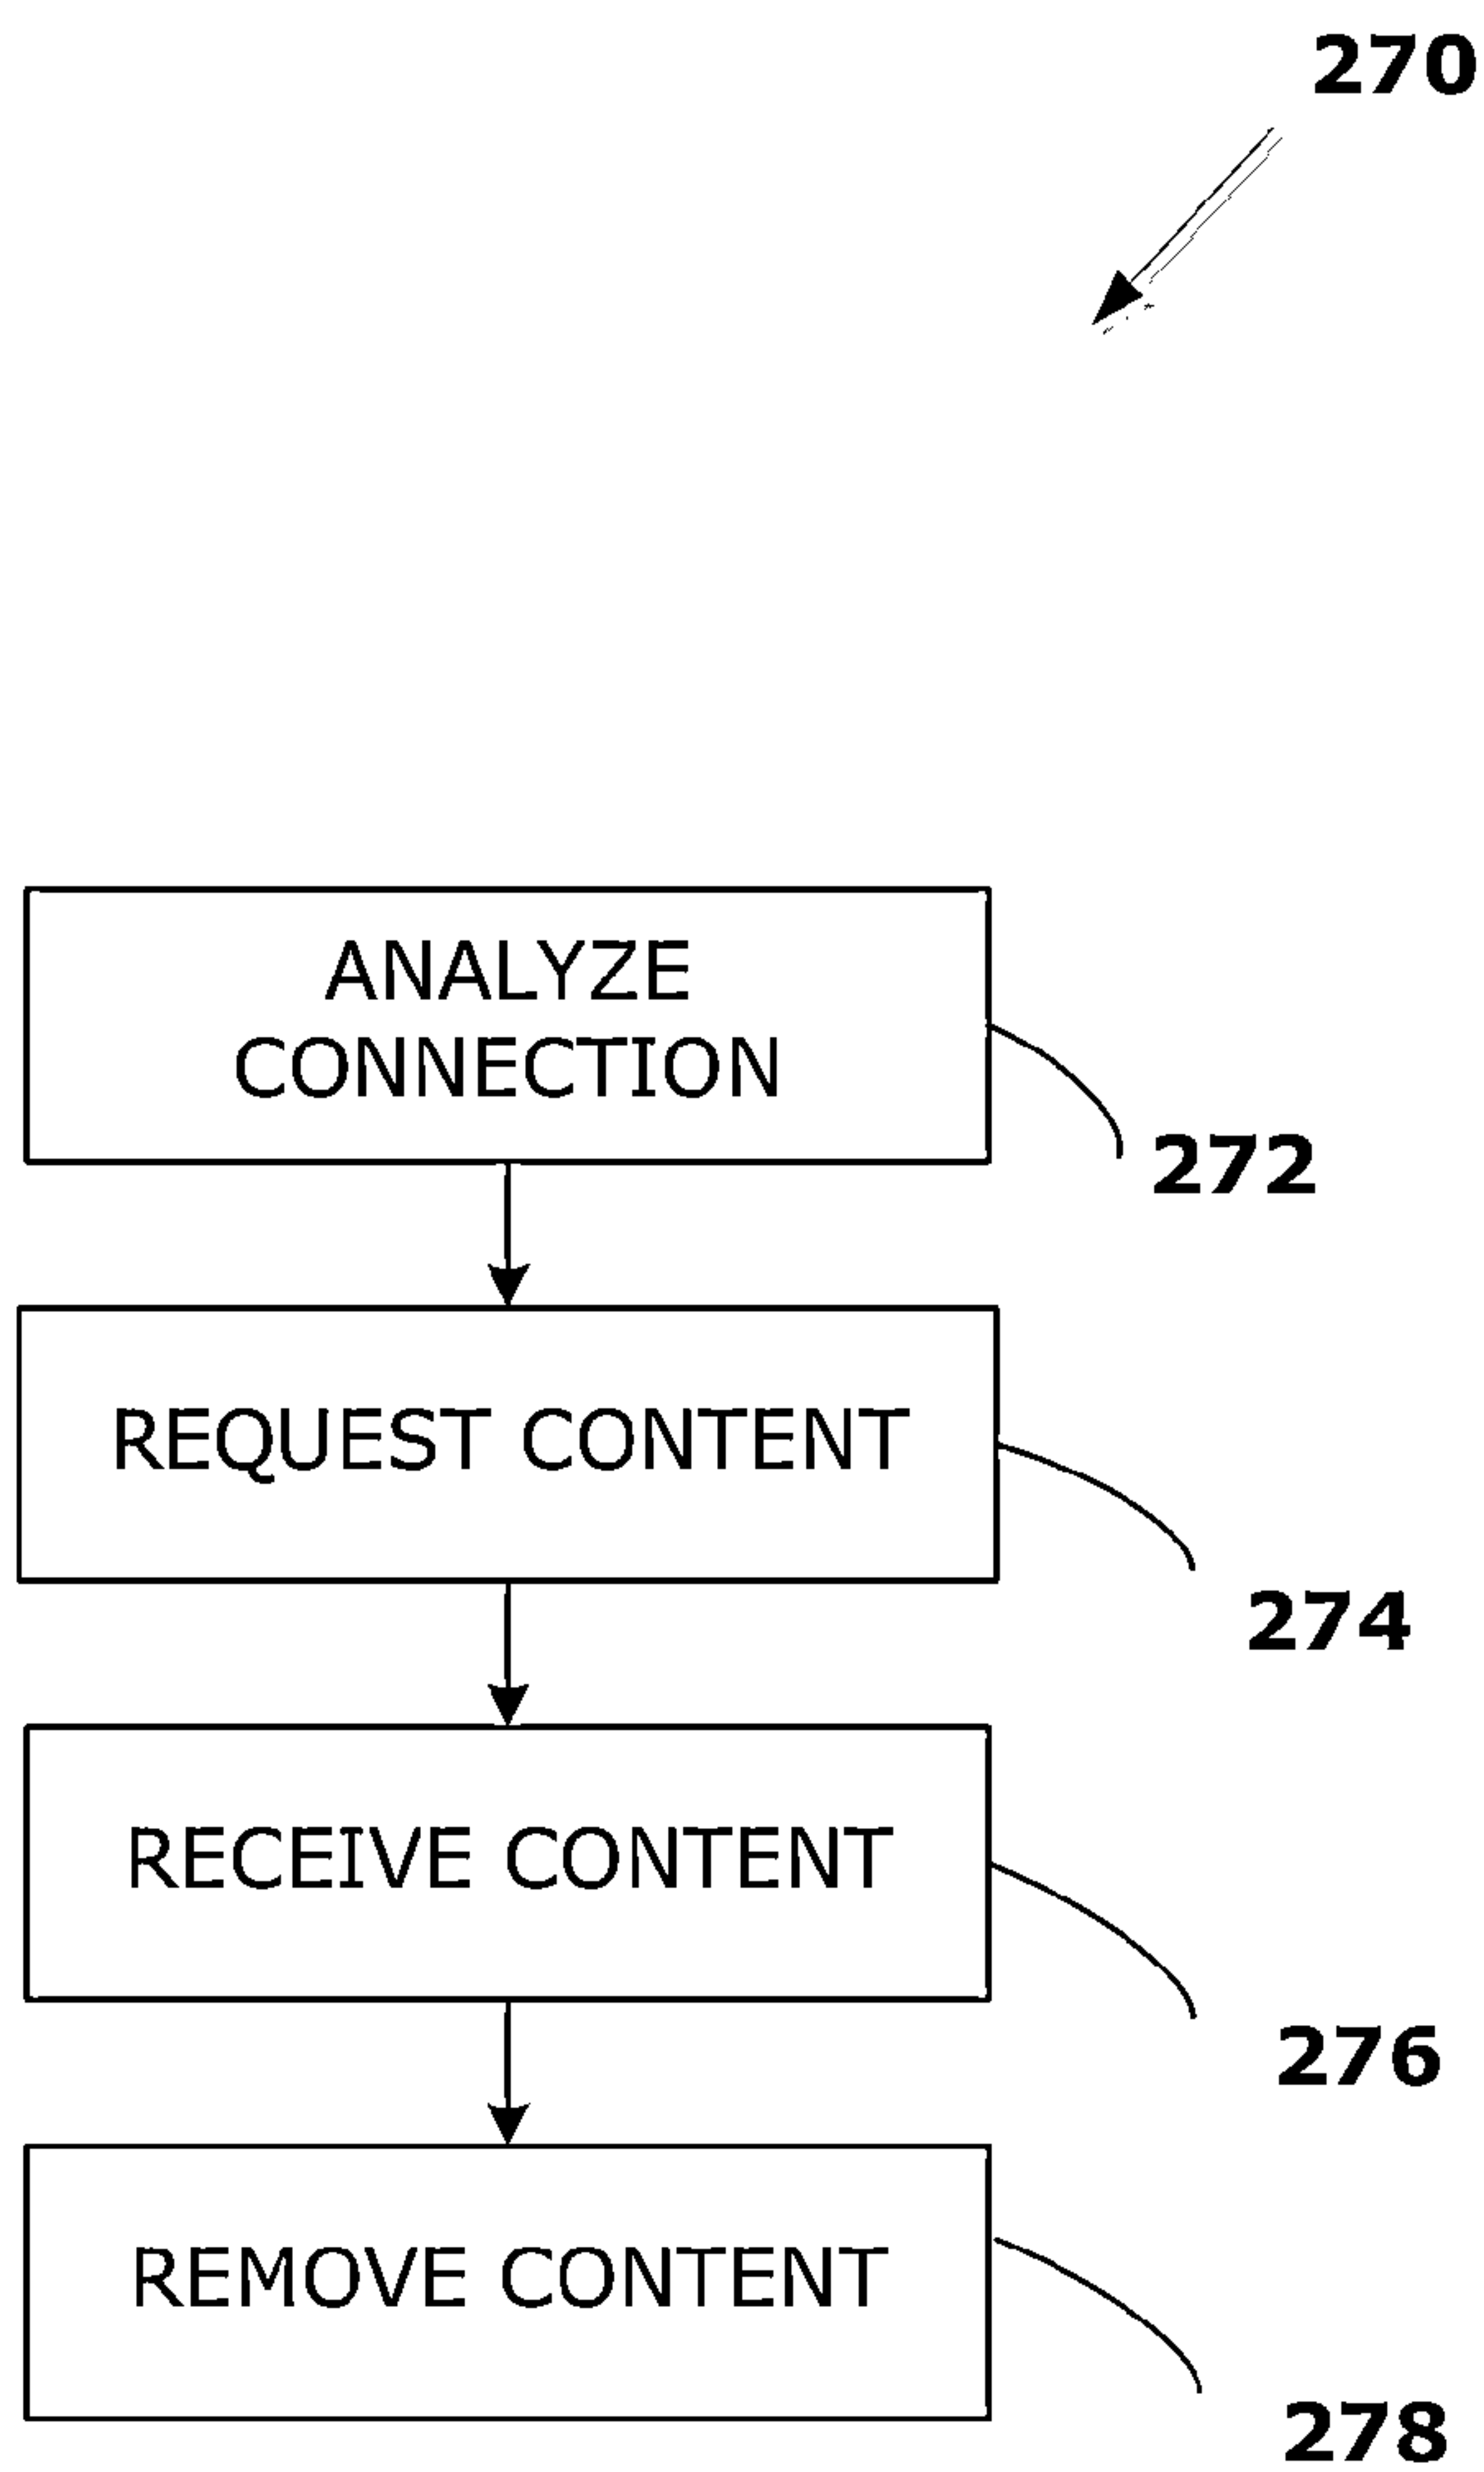 270
ANALYZE
CONNECTION
272
REQUEST CONTENT
274
RECEIVE CONTENT
276
REMOVE CONTENT
278